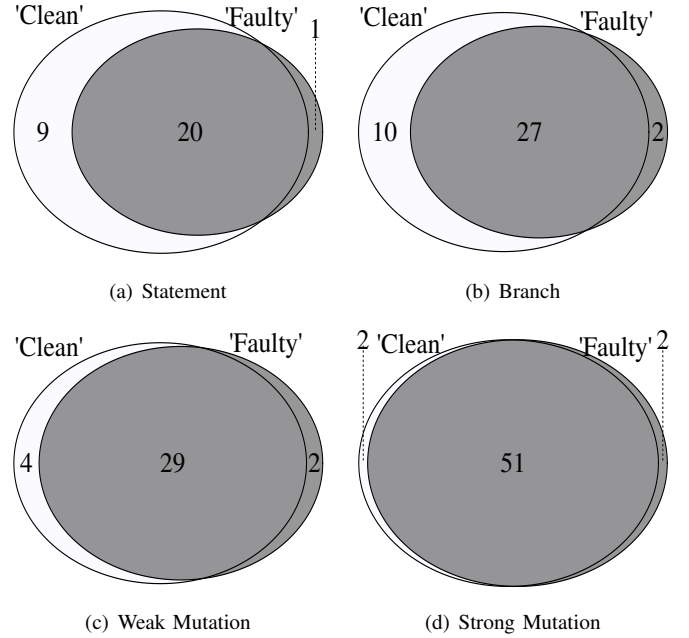 'Clean' 'Faulty'
1
9 20
(a) Statement
'Clean' 'Faulty'
10 27 2
(b) Branch
'Clean' 'Faulty'
4 29 2
(c) Weak Mutation
2 'Clean' 'Faulty' 2
51
(d) Strong Mutation